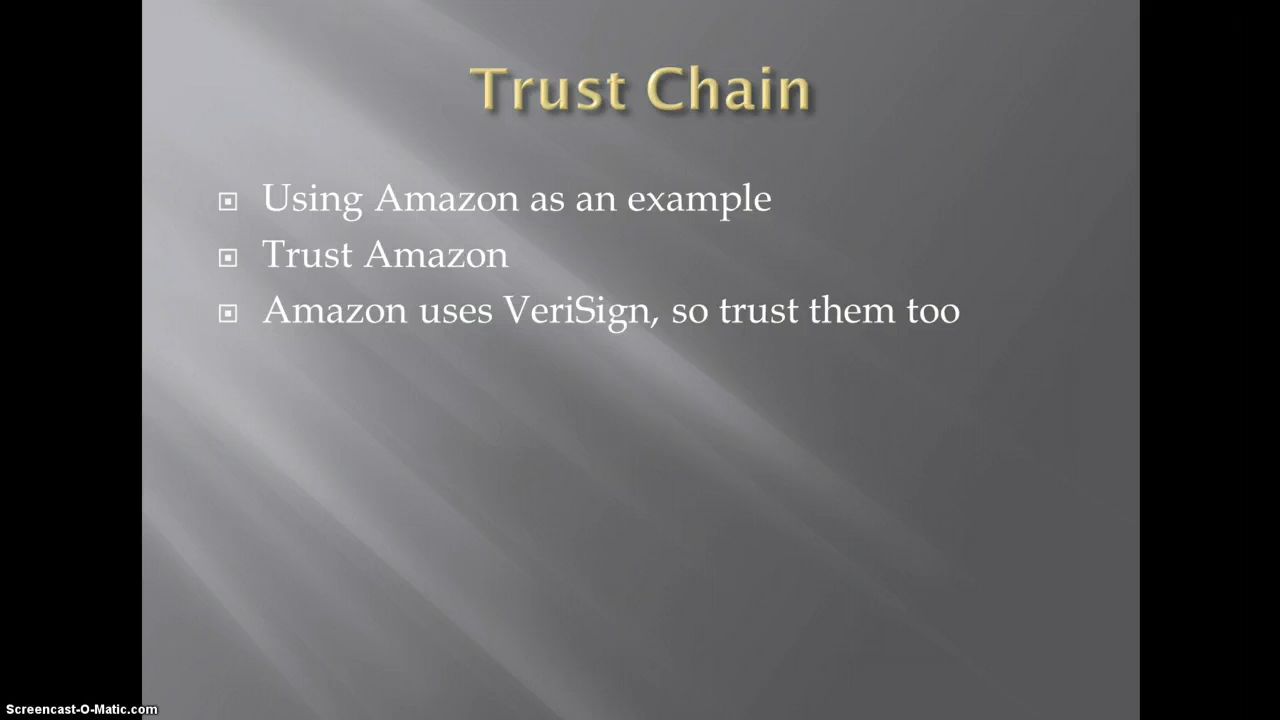 Trust Chain
Using Amazon as an example
Trust Amazon
Amazon uses VeriSign, so trust them too
Screencast-O-Matic.com